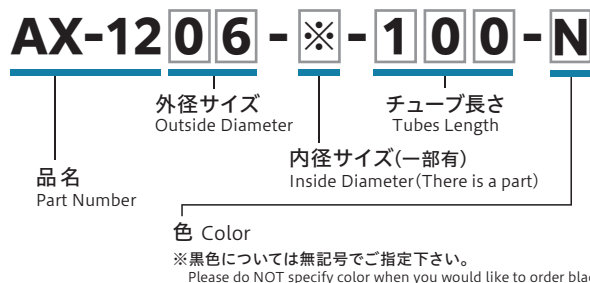 AX-1206-※-100-N
外径サイズ
Outside Diameter
チューブ長さ
Tubes Length
内径サイズ(一部有)
Inside Diameter(There is a part)
品名
Part Number
色 Color
※黒色については無記号でご指定下さい。
Please do NOT specify color when you would like to order